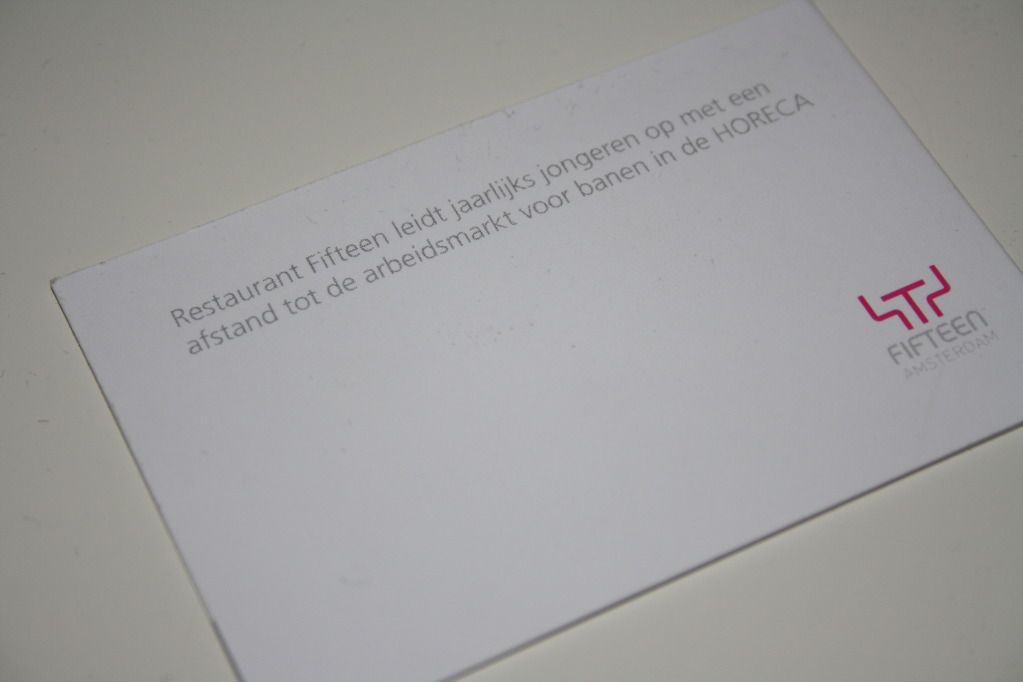 Restaurant Fifteen leidt jaarlijks jongeren op met een
afstand tot de arbeidsmarkt voor banen in de HORECA
FIFTEEN
AMSTERDAM